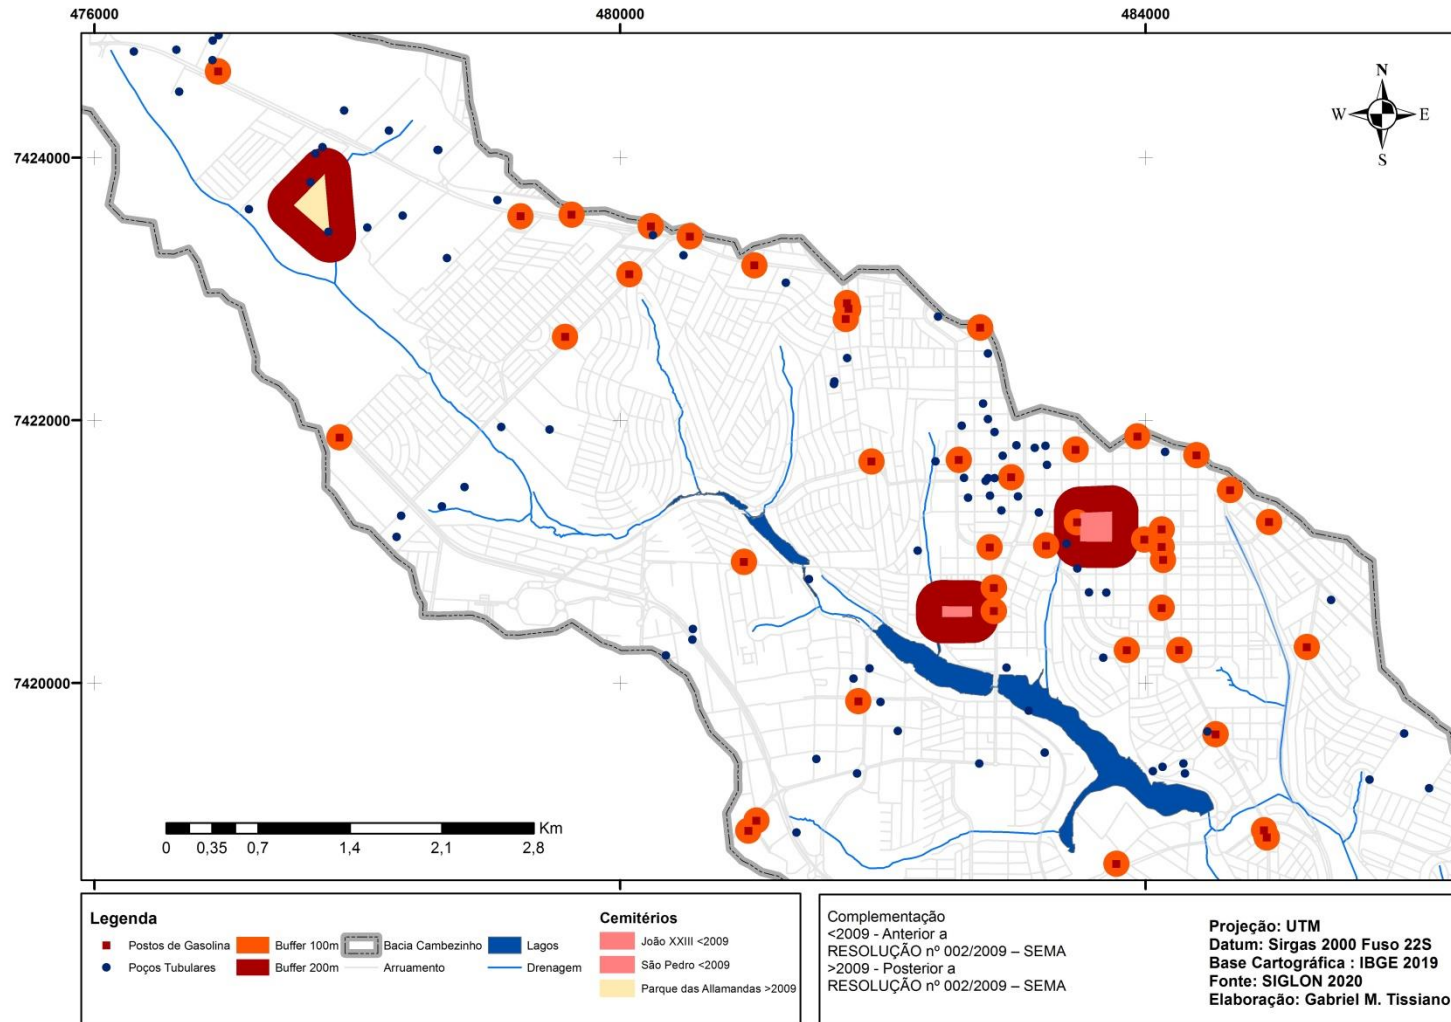 476000
480000
484000
N
W
E
S
7424000
7422000
7420000
Km
0
0,35
0,7
1,4
2,1
2,8
Legenda
Postos de Gasolina
Buffer 100m
Bacia Cambezinho
Lagos
Poços Tubulares
Buffer 200m
Arruamento
Drenagem
Cemitérios
João XXIII <2009
São Pedro <2009
Parque das Allamandas >2009
Complementação
<2009 - Anterior a
RESOLUÇÃO nº 002/2009 – SEMA
>2009 - Posterior a
RESOLUÇÃO nº 002/2009 – SEMA
Projeção: UTM
Datum: Sirgas 2000 Fuso 22S
Base Cartográfica : IBGE 2019
Fonte: SIGLON 2020
Elaboração: Gabriel M. Tissiano